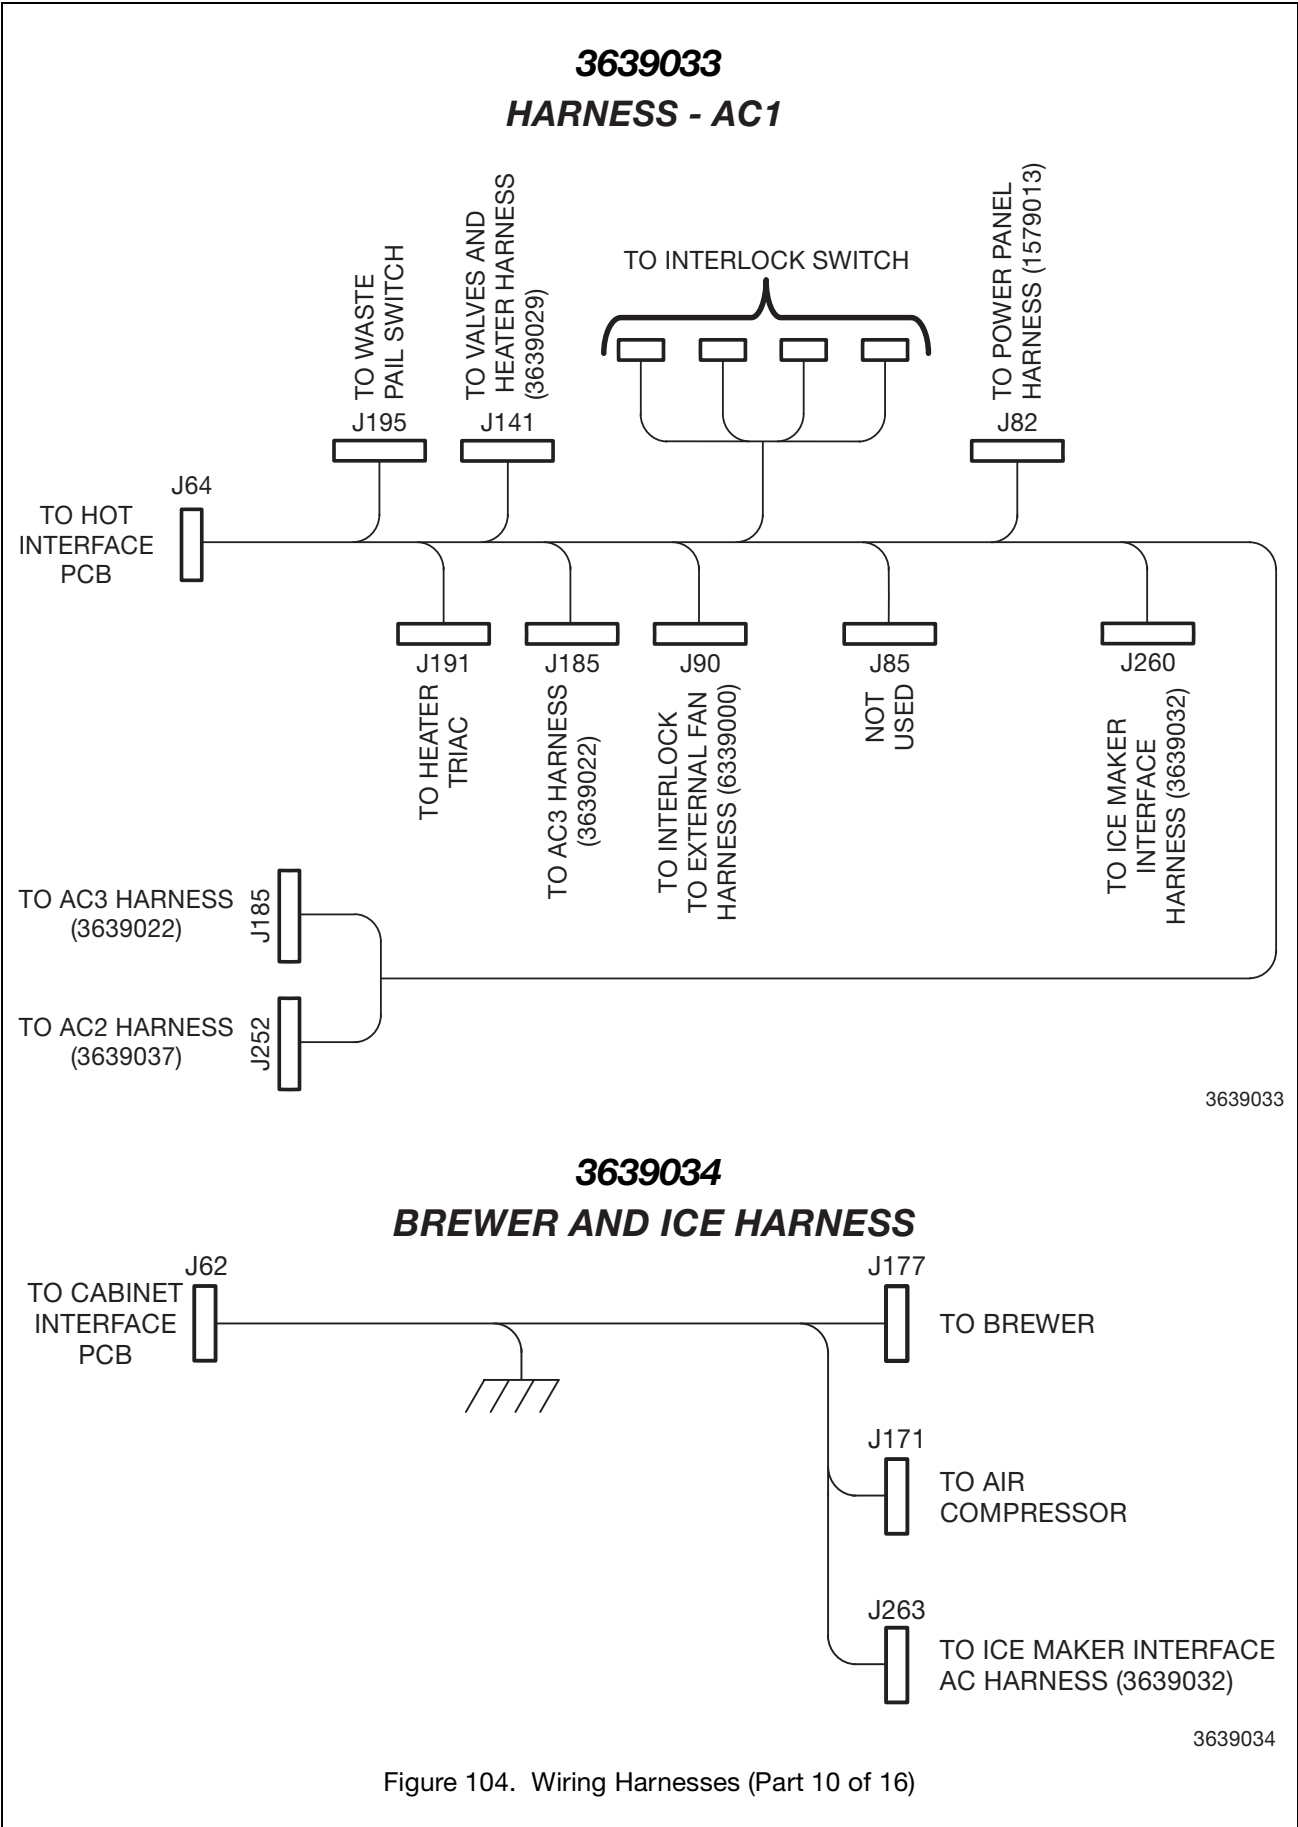 3639033
HARNESS - AC1
TO WASTE
PAIL SWITCH
J195
TO VALVES AND
HEATER HARNESS
(3639029)
J141
TO INTERLOCK SWITCH
TO POWER PANEL
HARNESS (1579013)
J82
J64
TO HOT
INTERFACE
PCB
J191
TO HEATER
TRIAC
J185
TO AC3 HARNESS
(3639022)
J90
TO INTERLOCK
TO EXTERNAL FAN
HARNESS (6339000)
J85
NOT
USED
J260
TO ICE MAKER
INTERFACE
HARNESS (3639032)
TO AC3 HARNESS
(3639022)
J185
TO AC2 HARNESS
(3639037)
J252
3639033
3639034
BREWER AND ICE HARNESS
J62
TO CABINET
INTERFACE
PCB
J177
TO BREWER
J171
TO AIR
COMPRESSOR
J263
TO ICE MAKER INTERFACE
AC HARNESS (3639032)
3639034
Figure 104. Wiring Harnesses (Part 10 of 16)